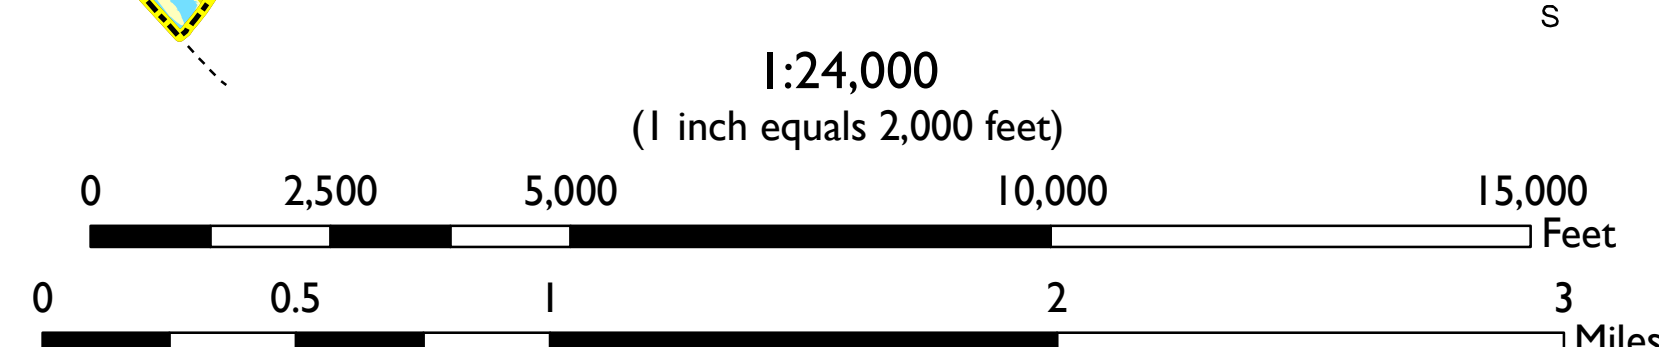 S
1:24,000
(1 inch equals 2,000 feet)
0 2,500 5,000 10,000 15,000
Feet
0 0.5 1 2 3
Miles